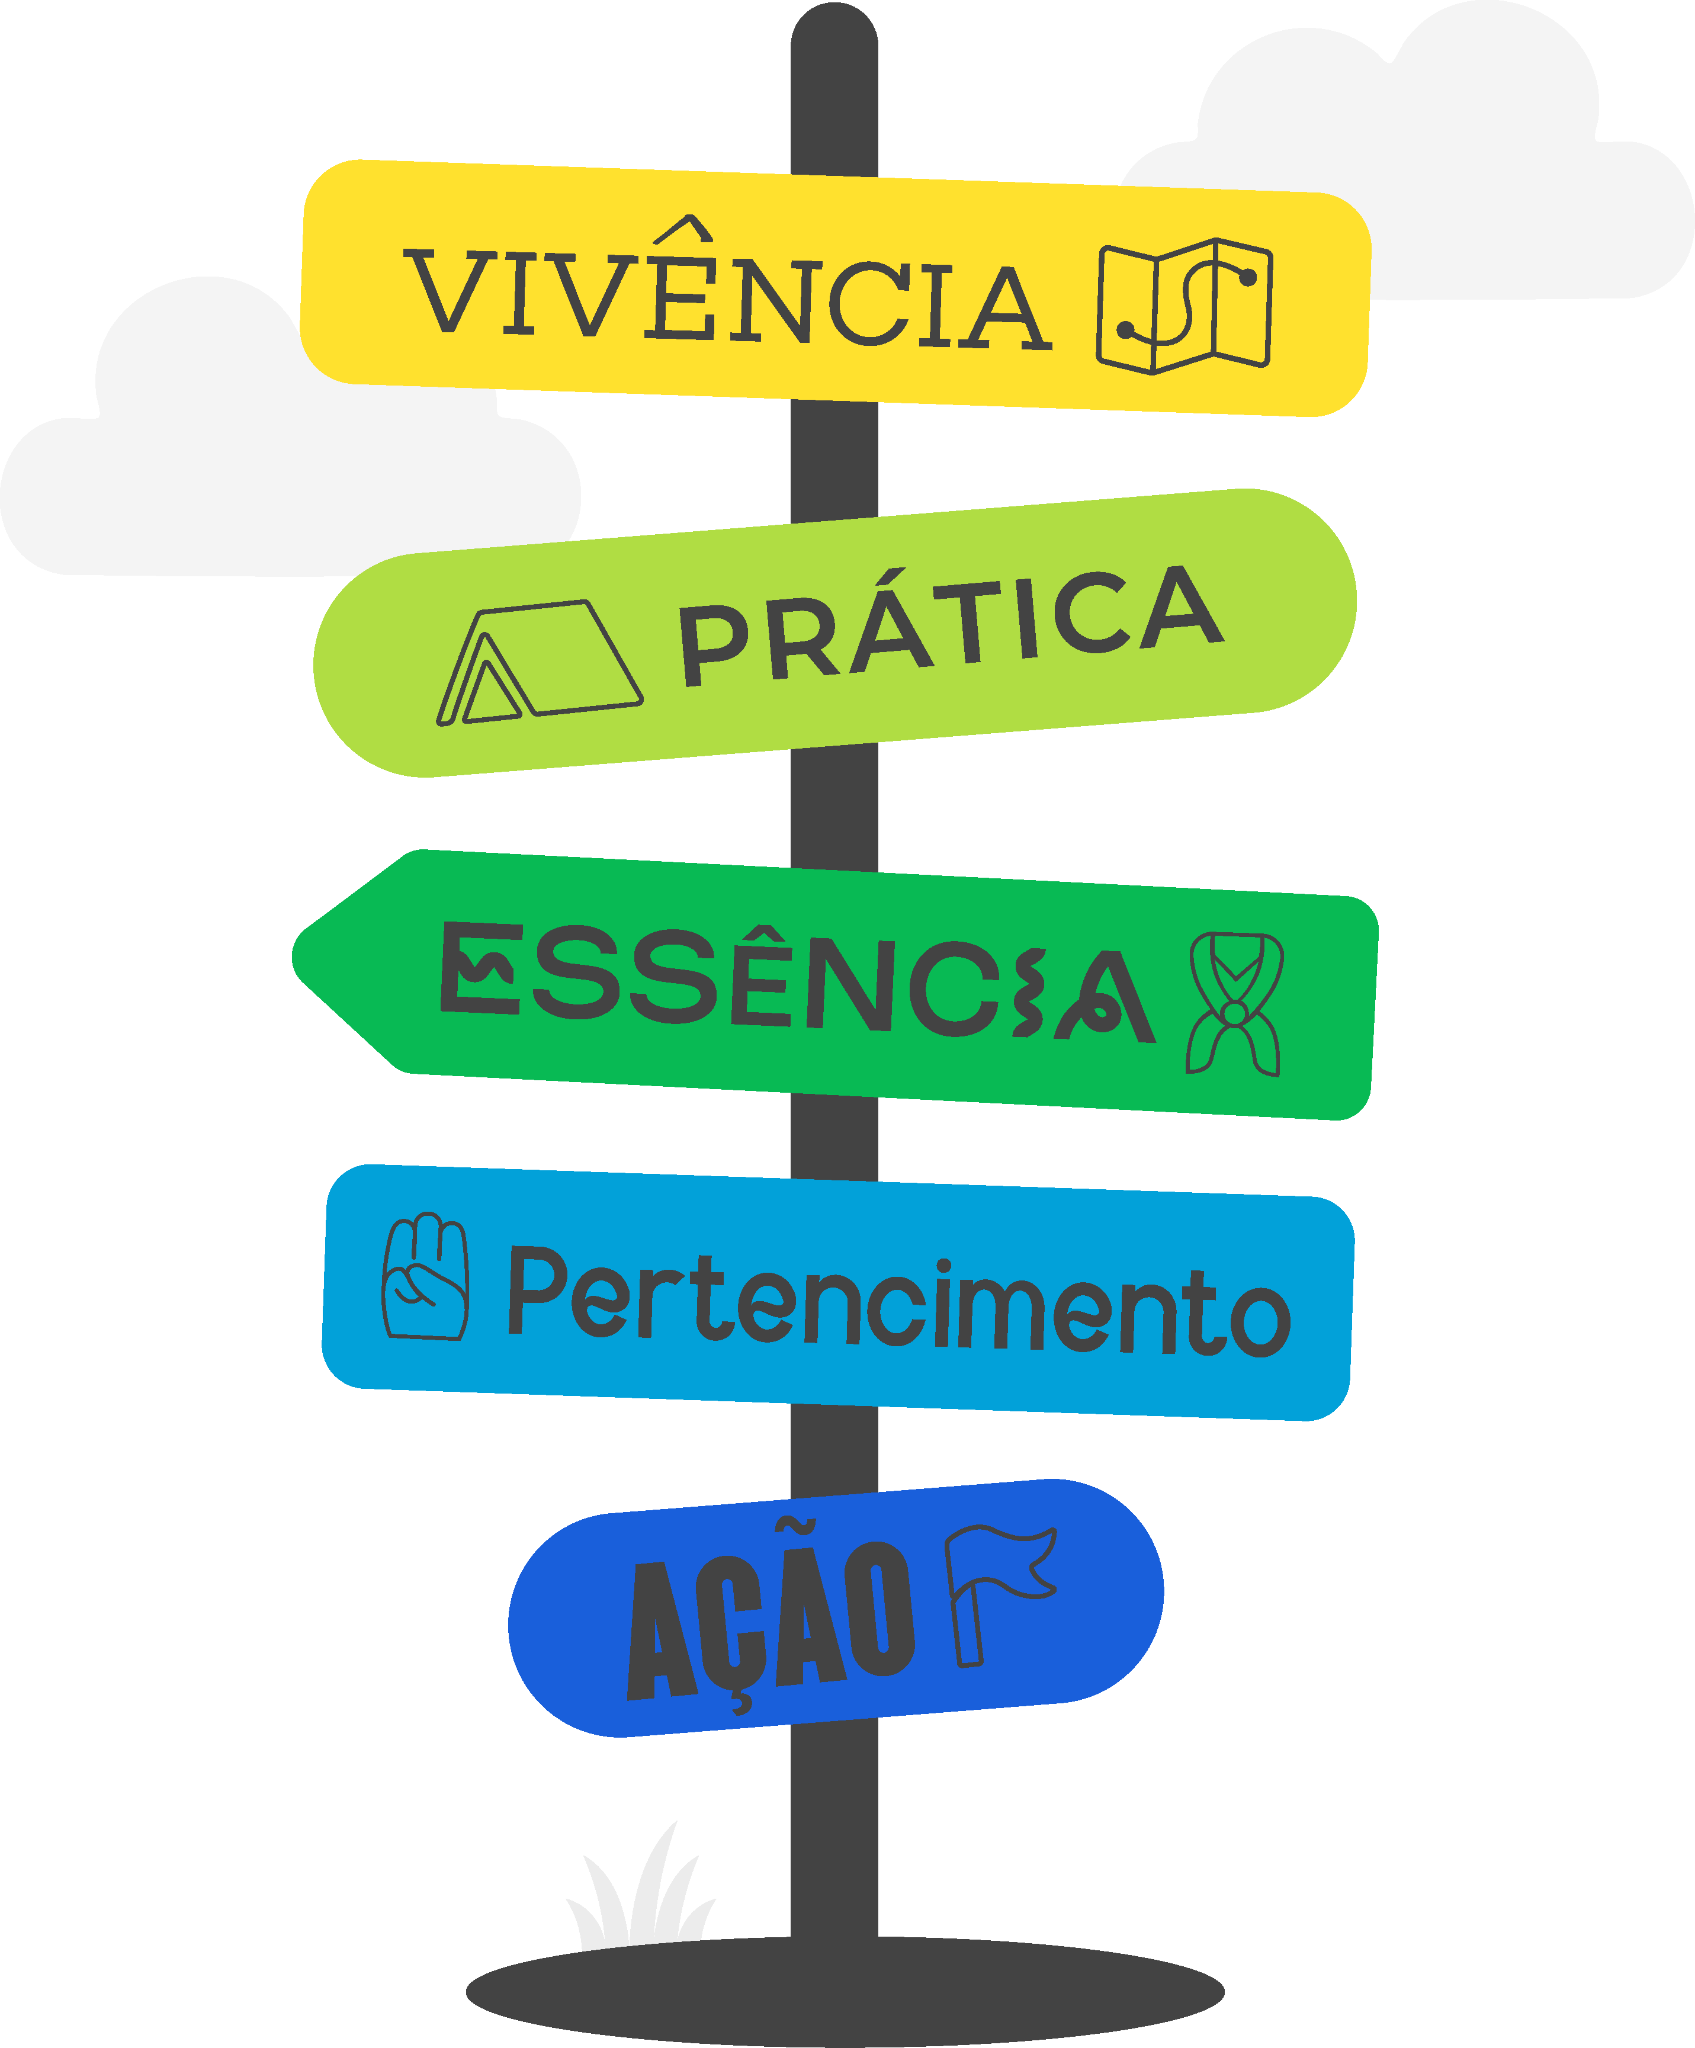 VIVÊNCIA
PRÁTICA
ESSÊNCIA
Pertencimento
AÇÃO